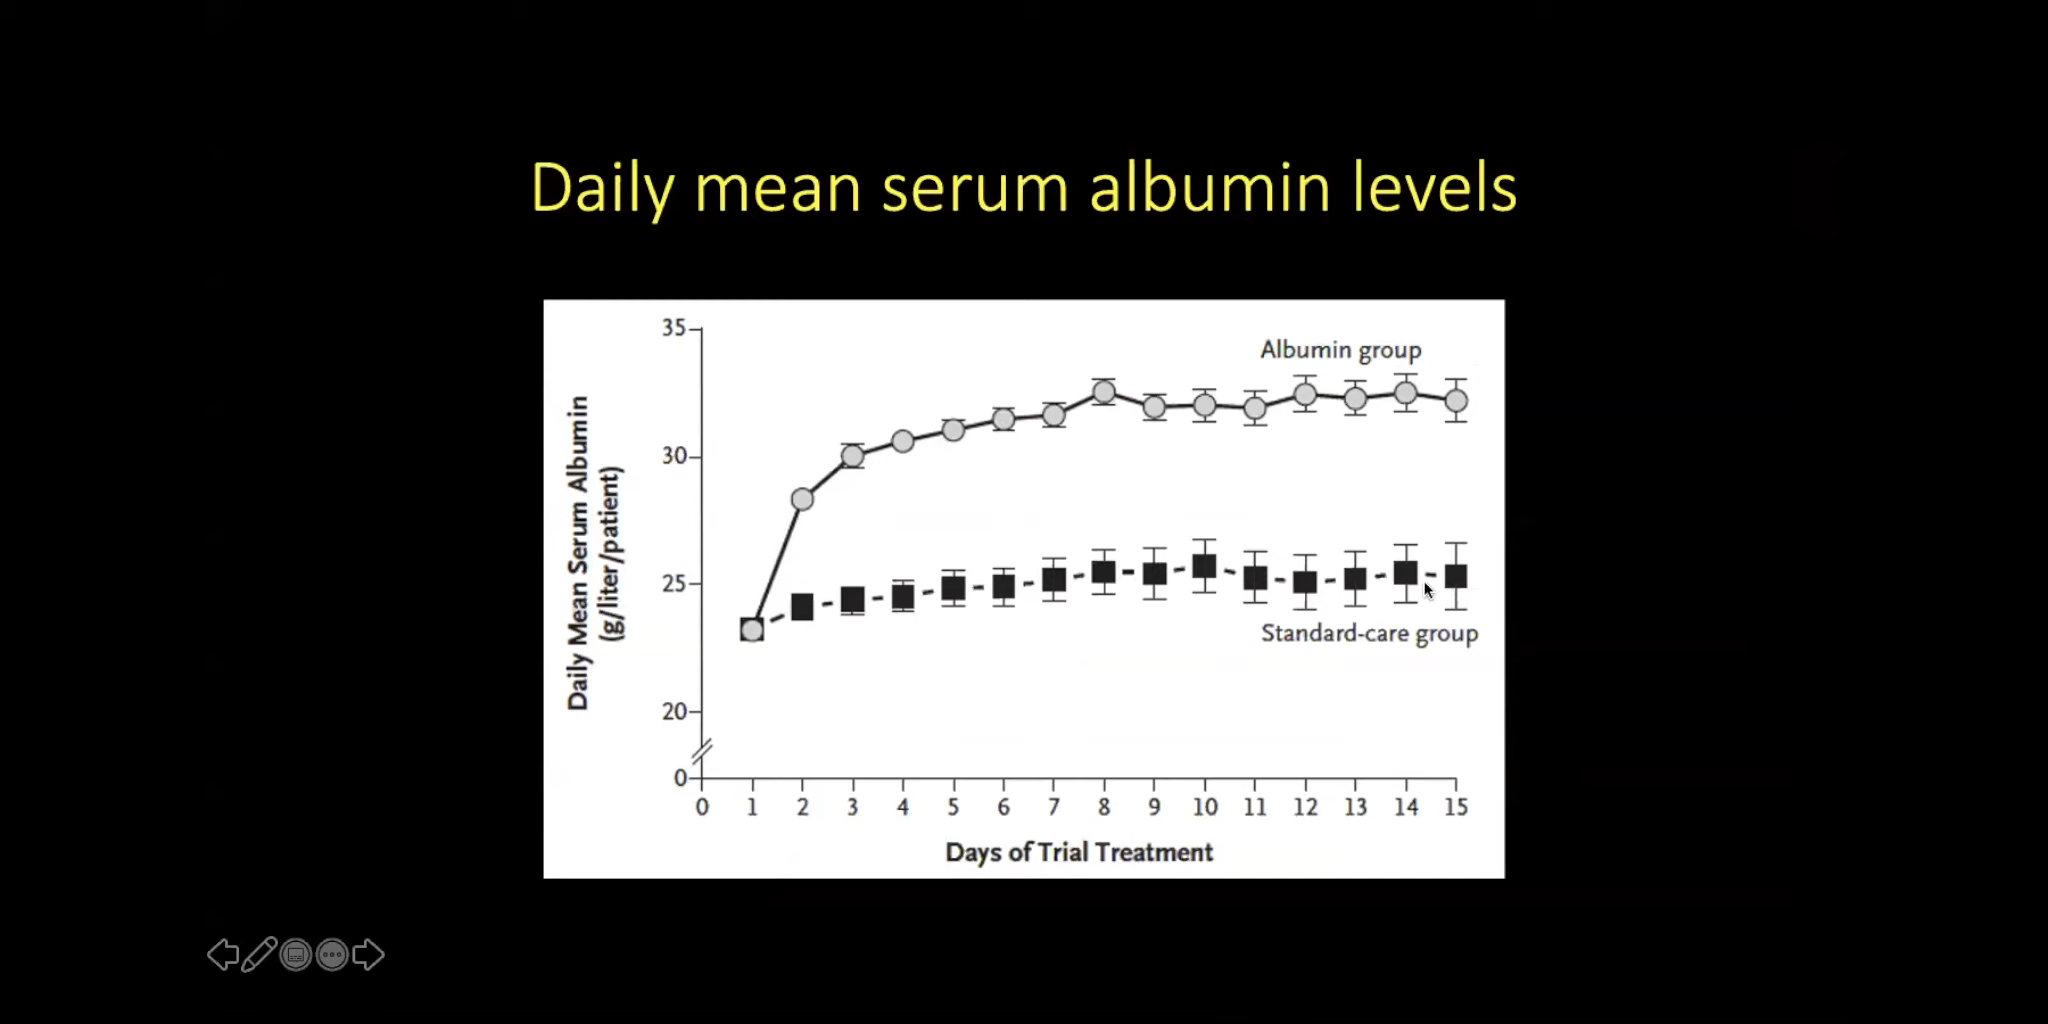 Daily mean serum albumin levels
35
Albumin group
30
Daily Mean Serum Albumin
(g/liter/patient)
25
Standard-care group
20
0
0 1 2 3 4 5 6 7 8 9 10 11 12 13 14 15
Days of Trial Treatment